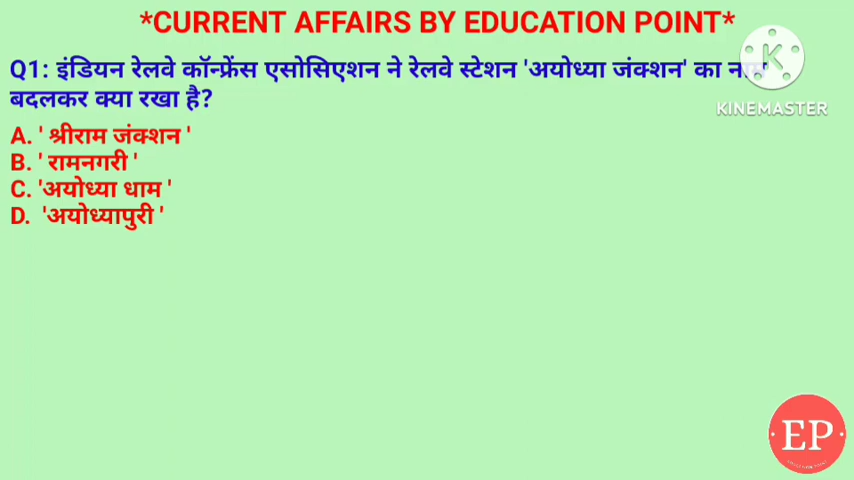 *CURRENT AFFAIRS BY EDUCATION POINT*
Q1: इंडियन रेलवे कॉन्फ्रेंस एसोसिएशन ने रेलवे स्टेशन 'अयोध्या जंक्शन' का नाम
बदलकर क्या रखा है?
KINEMASTER
A. ' श्रीराम जंक्शन '
B. ' रामनगरी '
C. 'अयोध्या धाम '
D. 'अयोध्यापुरी '
EP